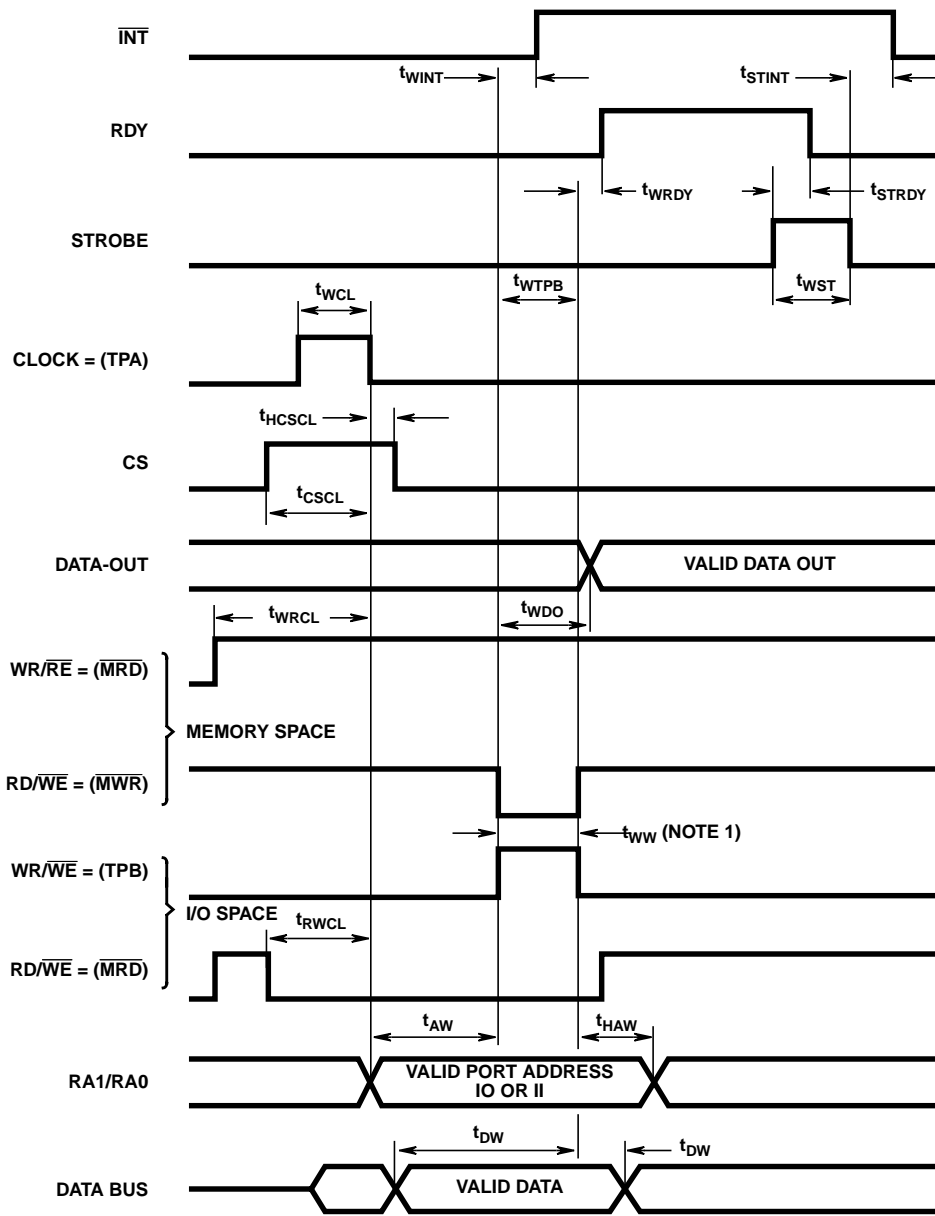 INT
tWINT
tSTINT
RDY
tWRDY
tSTRDY
STROBE
tWCL
tWTPB
tWST
CLOCK = (TPA)
tHCSCL
CS
tCSCL
DATA-OUT
VALID DATA OUT
tWRCL
tWDO
WR/RE = (MRD)
MEMORY SPACE
RD/WE = (MWR)
tWW (NOTE 1)
WR/WE = (TPB)
I/O SPACE
tRWCL
RD/WE = (MRD)
tAW
tHAW
RA1/RA0
VALID PORT ADDRESS
IO OR II
tDW
tDW
DATA BUS
VALID DATA